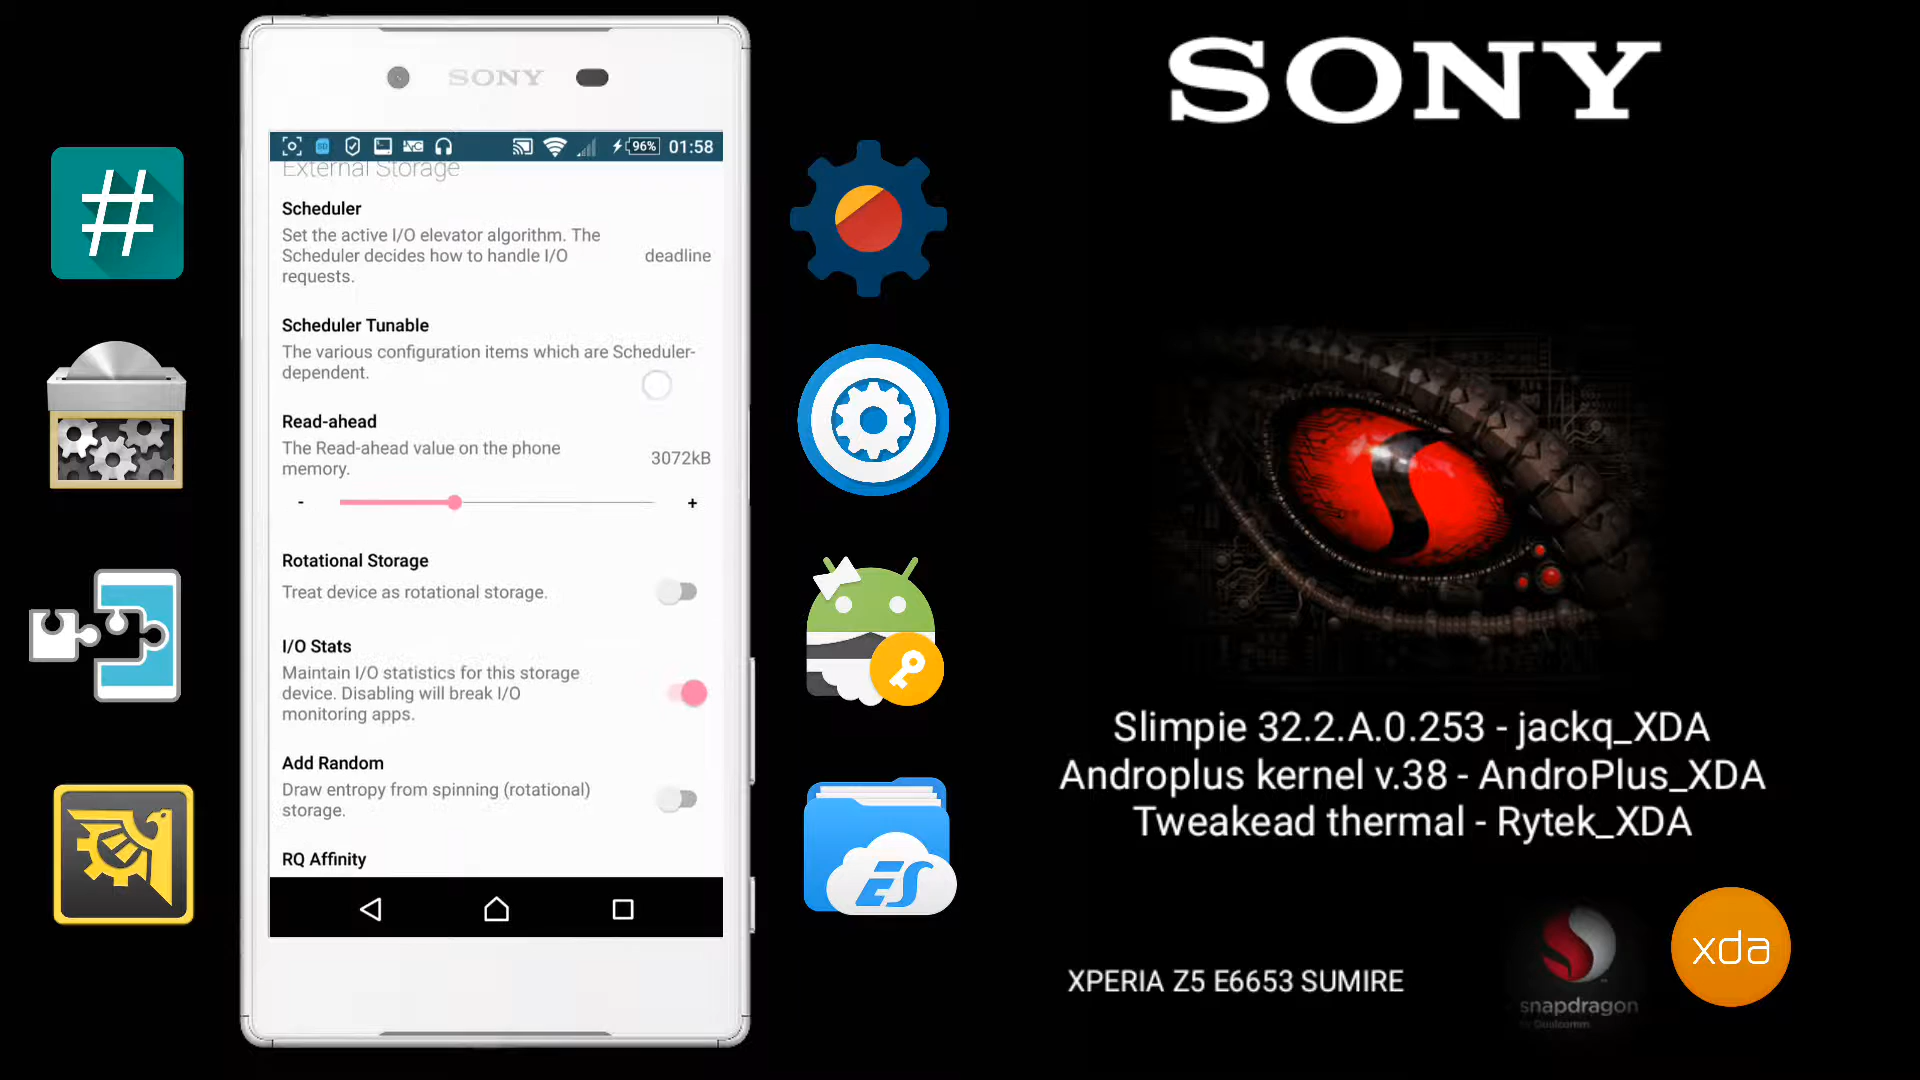 SONY
SONY
96% 01:58
External Storage
Scheduler
Set the active I/O elevator algorithm. The
Scheduler decides how to handle I/O
requests.
deadline
Scheduler Tunable
The various configuration items which are Scheduler-
dependent.
Read-ahead
The Read-ahead value on the phone
memory.
3072kB
- +
Rotational Storage
Treat device as rotational storage.
I/O Stats
Maintain I/O statistics for this storage
device. Disabling will break I/O
monitoring apps.
Add Random
Draw entropy from spinning (rotational)
storage.
RQ Affinity
#
ES
Slimpie 32.2.A.0.253 - jackq_XDA
Androplus kernel v.38 - AndroPlus_XDA
Tweakead thermal - Rytek_XDA
XPERIA Z5 E6653 SUMIRE
snapdragon
by Qualcomm
xda